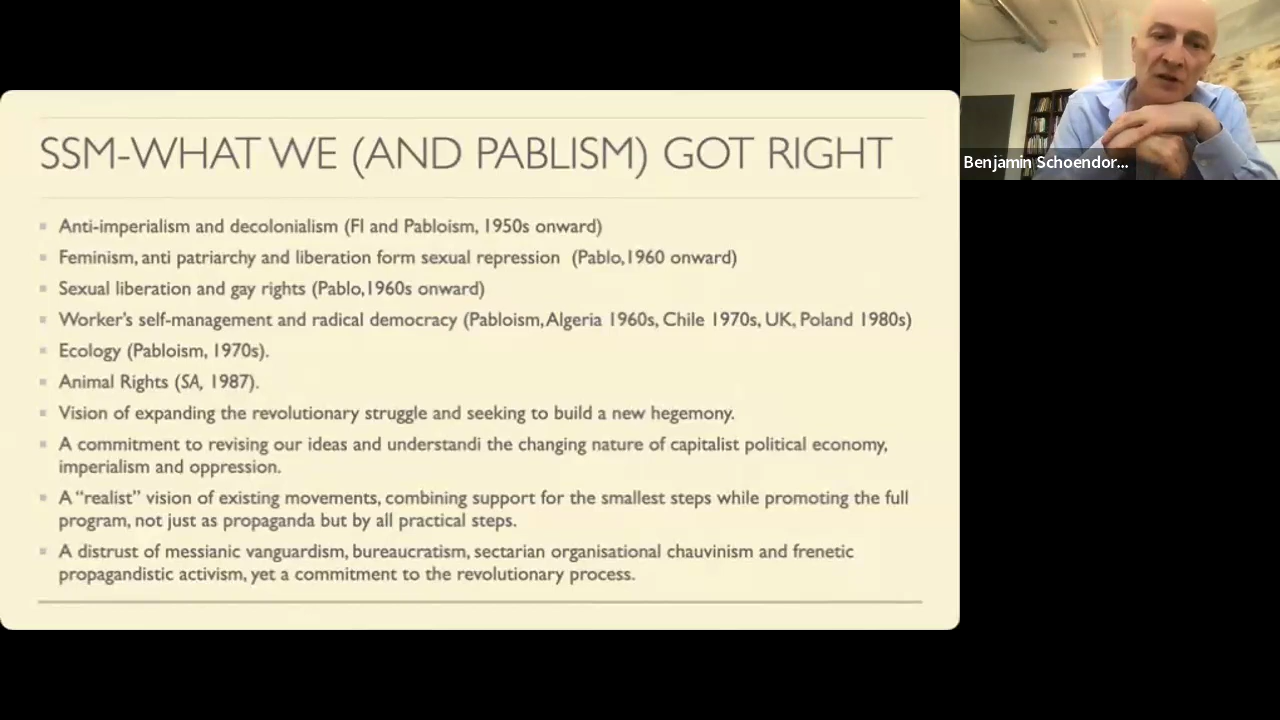 SSM-WHAT WE (AND PABLISM) GOT RIGHT
Anti-imperialism and decolonialism (FI and Pabloism, 1950s onward)
Feminism, anti patriarchy and liberation form sexual repression (Pablo,1960 onward)
Sexual liberation and gay rights (Pablo,1960s onward)
Worker's self-management and radical democracy (Pabloism, Algeria 1960s, Chile 1970s, UK, Poland 1980s)
Ecology (Pabloism, 1970s).
Animal Rights (SA, 1987).
Vision of expanding the revolutionary struggle and seeking to build a new hegemony.
A commitment to revising our ideas and understandi the changing nature of capitalist political economy,
imperialism and oppression.
A “realist” vision of existing movements, combining support for the smallest steps while promoting the full
program, not just as propaganda but by all practical steps.
A distrust of messianic vanguardism, bureaucratism, sectarian organisational chauvinism and frenetic
propagandistic activism, yet a commitment to the revolutionary process.
Benjamin Schoendor...